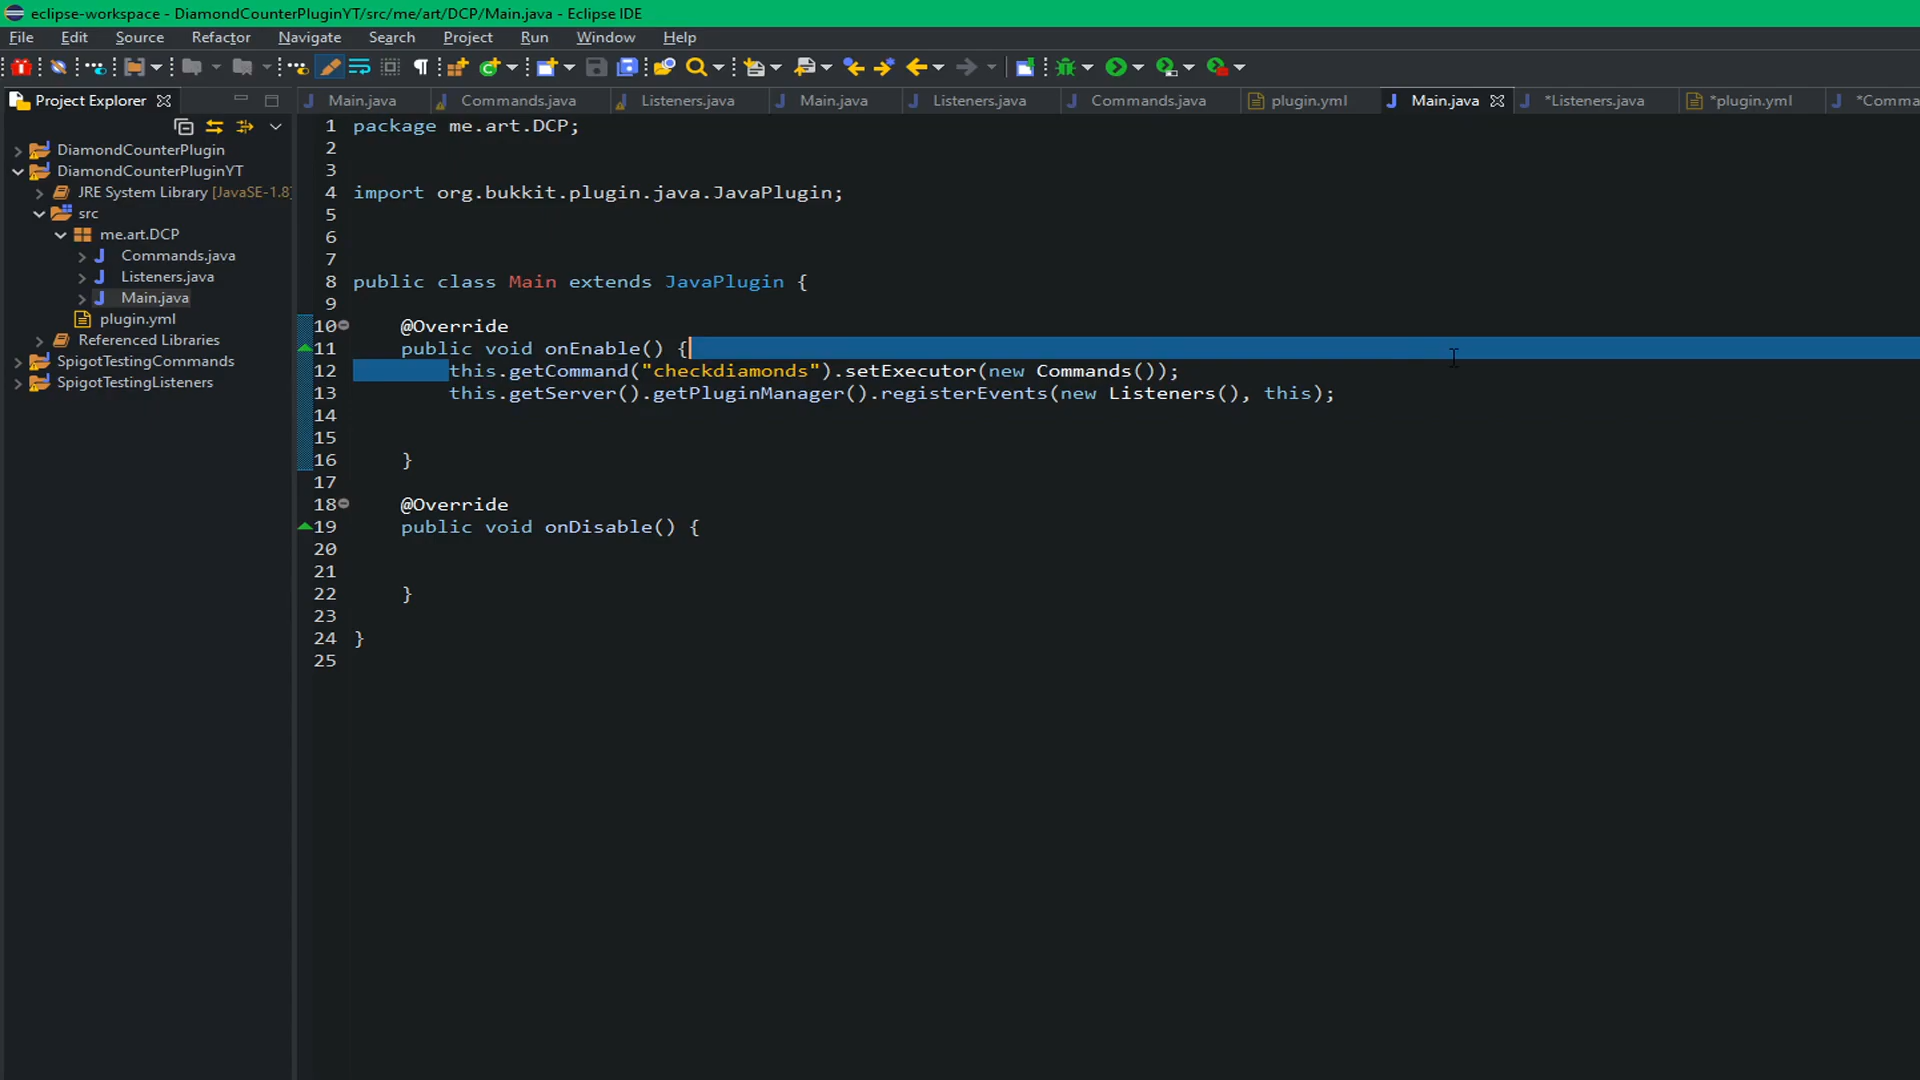 eclipse-workspace - DiamondCounterPluginYT/src/me/art/DCP/Main.java - Eclipse IDE
File Edit Source Refactor Navigate Search Project Run Window Help
Project Explorer
Main.java Commands.java Listeners.java Main.java Listeners.java Commands.java plugin.yml Main.java *Listeners.java *plugin.yml *Comma
DiamondCounterPlugin
DiamondCounterPluginYT
JRE System Library [JavaSE-1.8]
src
me.art.DCP
Commands.java
Listeners.java
Main.java
plugin.yml
Referenced Libraries
SpigotTestingCommands
SpigotTestingListeners
1 package me.art.DCP;
2
3
4 import org.bukkit.plugin.java.JavaPlugin;
5
6
7
8 public class Main extends JavaPlugin {
9
10 @Override
11 public void onEnable() {
12 this.getCommand("checkdiamonds").setExecutor(new Commands());
13 this.getServer().getPluginManager().registerEvents(new Listeners(), this);
14
15
16 }
17
18 @Override
19 public void onDisable() {
20
21
22 }
23
24 }
25